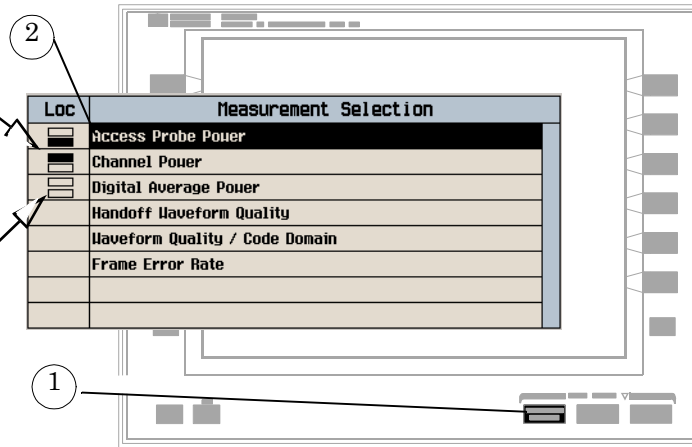 2
Loc Measurement Selection
Access Probe Power
Channel Power
Digital Average Power
Handoff Waveform Quality
Waveform Quality / Code Domain
Frame Error Rate
1